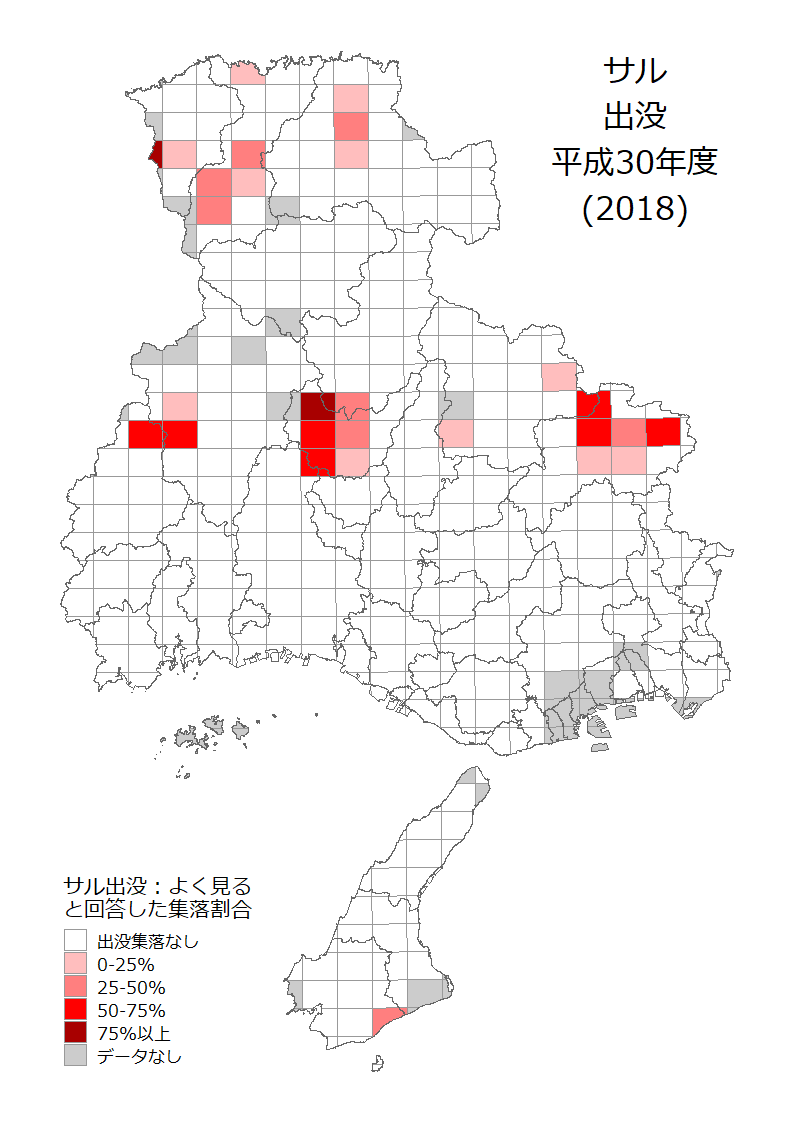 サル
出没
平成30年度
(2018)
サル出没：よく見る
と回答した集落割合
出没集落なし
0-25%
25-50%
50-75%
75%以上
データなし